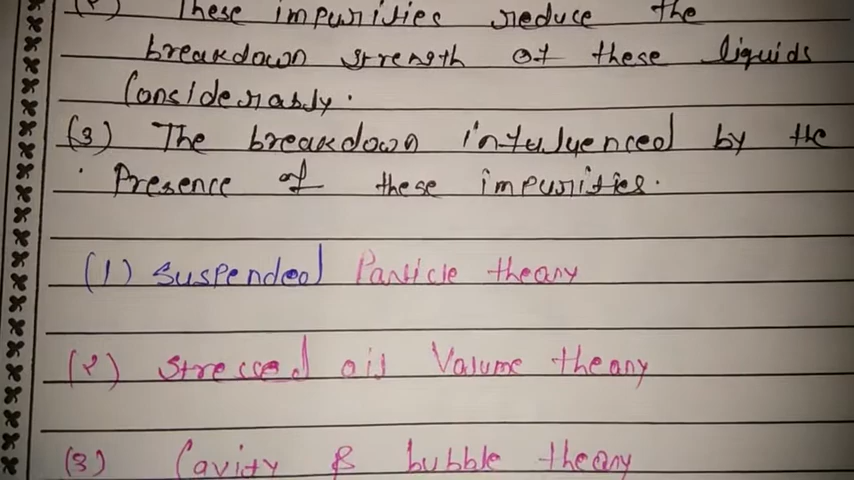 (2) These impurities reduce the
breakdown strength of these liquids
Considerably.
(3) The breakdown influenced by the
Presence of these impurities.
(1) Suspended Particle theory
(2) Stressed oil Volume theory
(3) Cavity & bubble theory